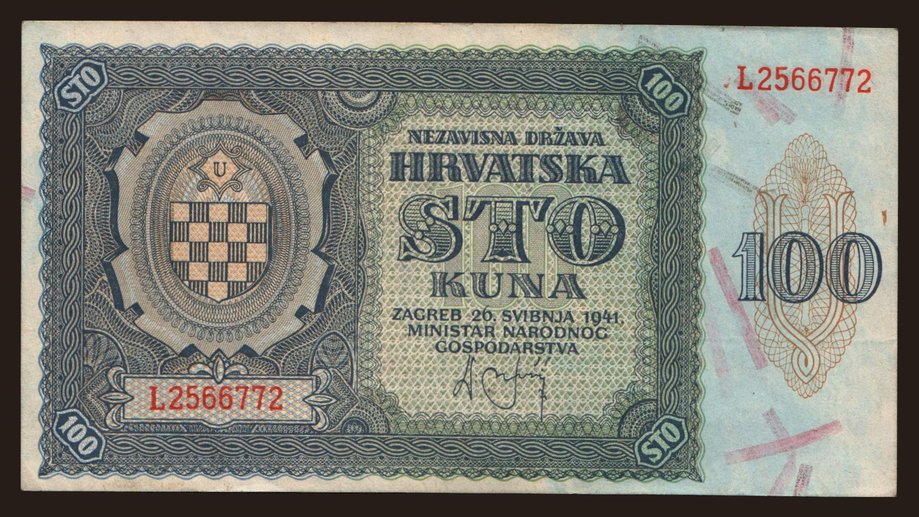 STO
100
L2566772
U
NEZAVISNA DRŽAVA
HRVATSKA
STO
100
KUNA
100
ZAGREB 26. SVIBNJA 1941.
MINISTAR NARODNOG
GOSPODARSTVA
L2566772
100
STO